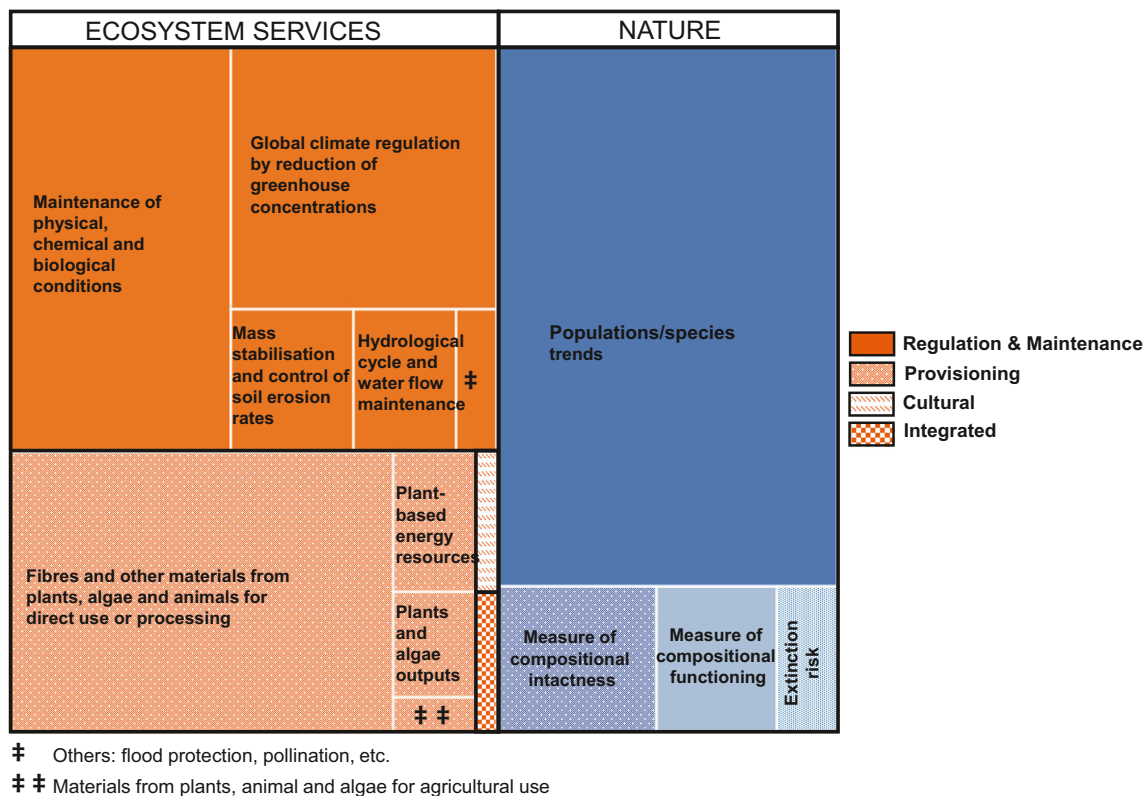 ECOSYSTEM SERVICES
NATURE
Maintenance of
physical,
chemical and
biological
conditions
Global climate regulation
by reduction of
greenhouse
concentrations
Mass
stabilisation
and control of
soil erosion
rates
Hydrological
cycle and
water flow
maintenance
‡
Populations/species
trends
Fibres and other materials from
plants, algae and animals for
direct use or processing
Plant-
based
energy
resources
Plants
and
algae
outputs
‡ ‡
Measure of
compositional
intactness
Measure of
compositional
functioning
Extinction
risk
Regulation & Maintenance
Provisioning
Cultural
Integrated
‡ Others: flood protection, pollination, etc.
‡ ‡ Materials from plants, animal and algae for agricultural use